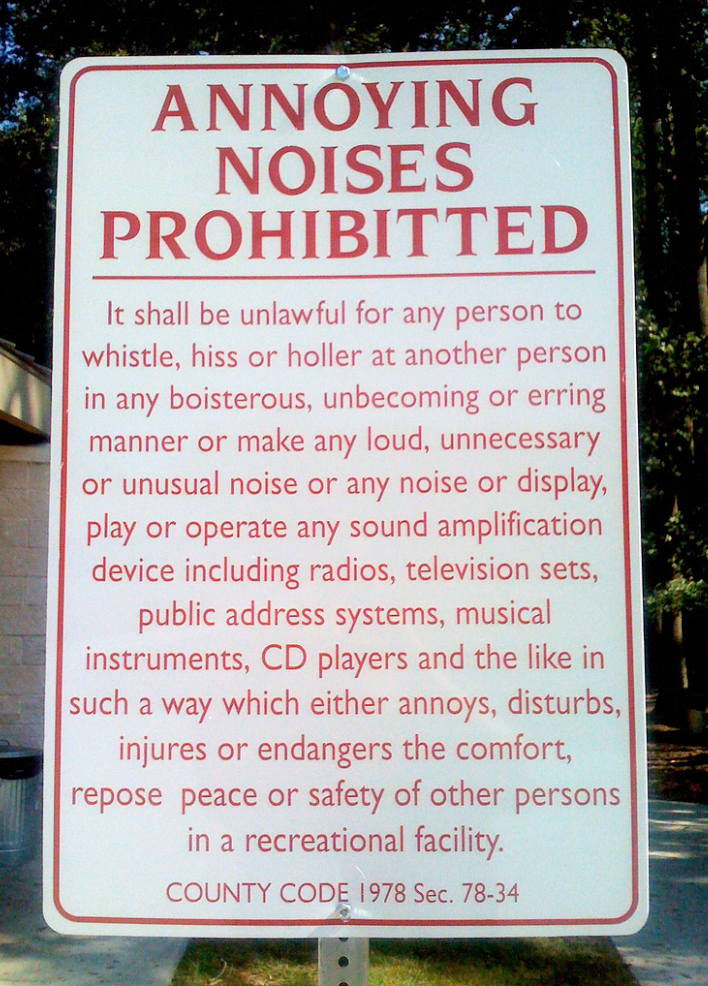 ANNOYING
NOISES
PROHIBITTED
It shall be unlawful for any person to
whistle, hiss or holler at another person
in any boisterous, unbecoming or erring
manner or make any loud, unnecessary
or unusual noise or any noise or display,
play or operate any sound amplification
device including radios, television sets,
public address systems, musical
instruments, CD players and the like in
such a way which either annoys, disturbs,
injures or endangers the comfort,
repose peace or safety of other persons
in a recreational facility.
COUNTY CODE 1978 Sec. 78-34